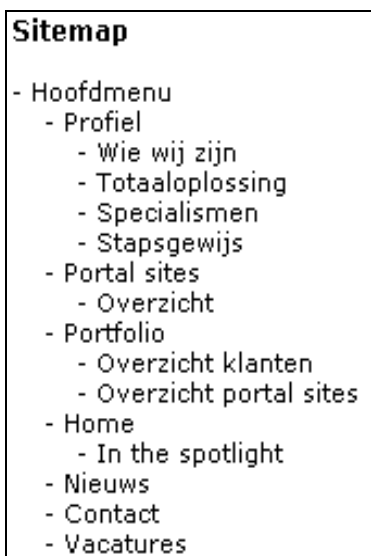 Sitemap
- Hoofdmenu
- Profiel
- Wie wij zijn
- Totaaloplossing
- Specialismen
- Stapsgewijs
- Portal sites
- Overzicht
- Portfolio
- Overzicht klanten
- Overzicht portal sites
- Home
- In the spotlight
- Nieuws
- Contact
- Vacatures